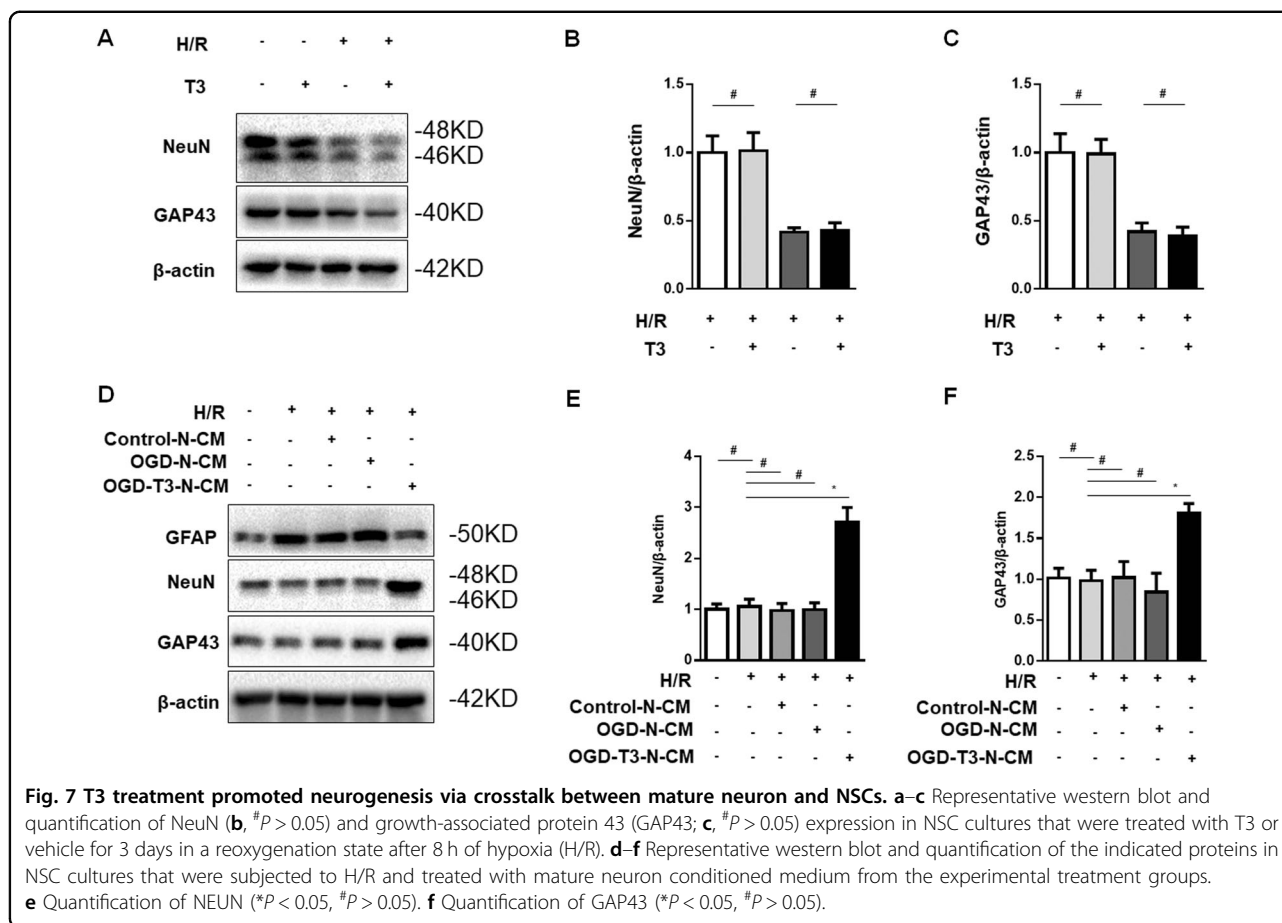 A
H/R - - + +
T3 - + - +
NeuN
-48KD
-46KD
GAP43
-40KD
β-actin
-42KD
B
NeuN/β-actin
1.5
1.0
0.5
0.0
# #
H/R + + + +
T3 - + - +
C
GAP43/β-actin
1.5
1.0
0.5
0.0
# #
H/R + + + +
T3 - + - +
D
H/R - + + + +
Control-N-CM - - + - -
OGD-N-CM - - - + -
OGD-T3-N-CM - - - - +
GFAP
-50KD
NeuN
-48KD
-46KD
GAP43
-40KD
β-actin
-42KD
E
NeuN/β-actin
4
3
2
1
0
#
#
#
*
H/R - + + + +
Control-N-CM - - + - -
OGD-N-CM - - - + -
OGD-T3-N-CM - - - - +
F
GAP43/β-actin
2.5
2.0
1.5
1.0
0.5
0.0
#
#
#
*
H/R - + + + +
Control-N-CM - - + - -
OGD-N-CM - - - + -
OGD-T3-N-CM - - - - +
Fig. 7 T3 treatment promoted neurogenesis via crosstalk between mature neuron and NSCs. a–c Representative western blot and
quantification of NeuN (b, #P > 0.05) and growth-associated protein 43 (GAP43; c, #P > 0.05) expression in NSC cultures that were treated with T3 or
vehicle for 3 days in a reoxygenation state after 8 h of hypoxia (H/R). d–f Representative western blot and quantification of the indicated proteins in
NSC cultures that were subjected to H/R and treated with mature neuron conditioned medium from the experimental treatment groups.
e Quantification of NEUN (*P < 0.05, #P > 0.05). f Quantification of GAP43 (*P < 0.05, #P > 0.05).